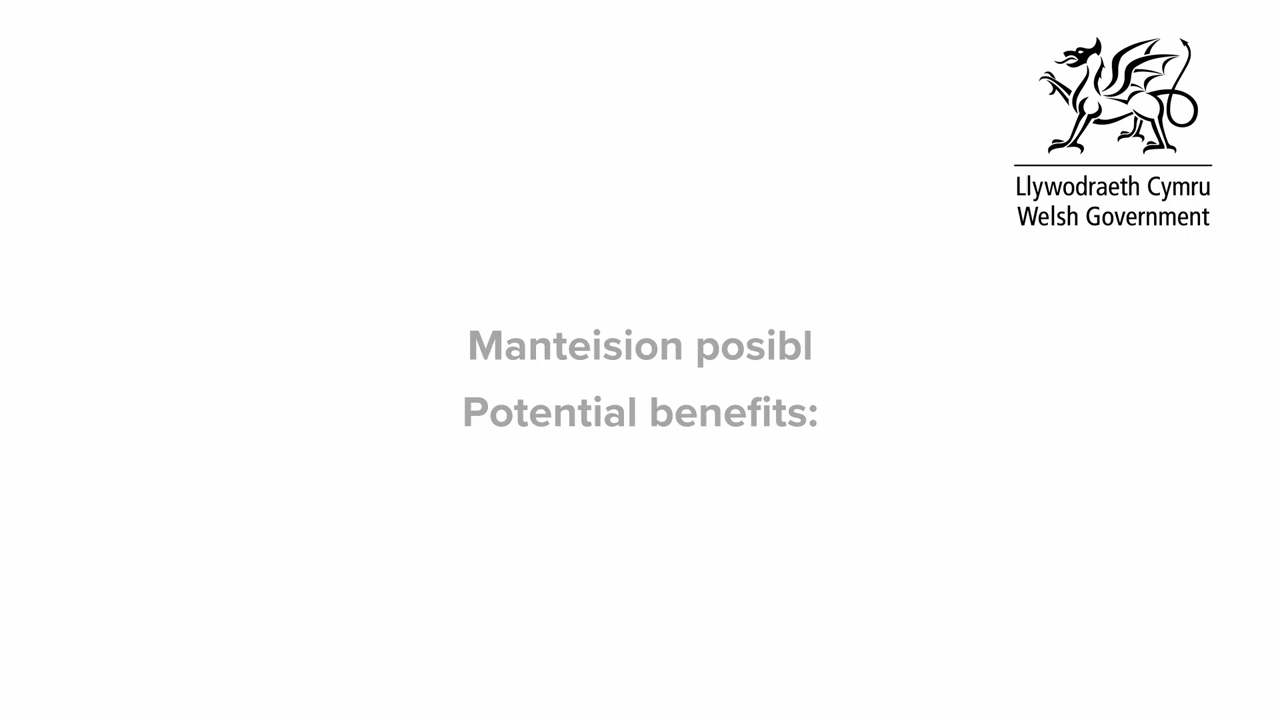 Llywodraeth Cymru
Welsh Government
Manteision posibl
Potential benefits: